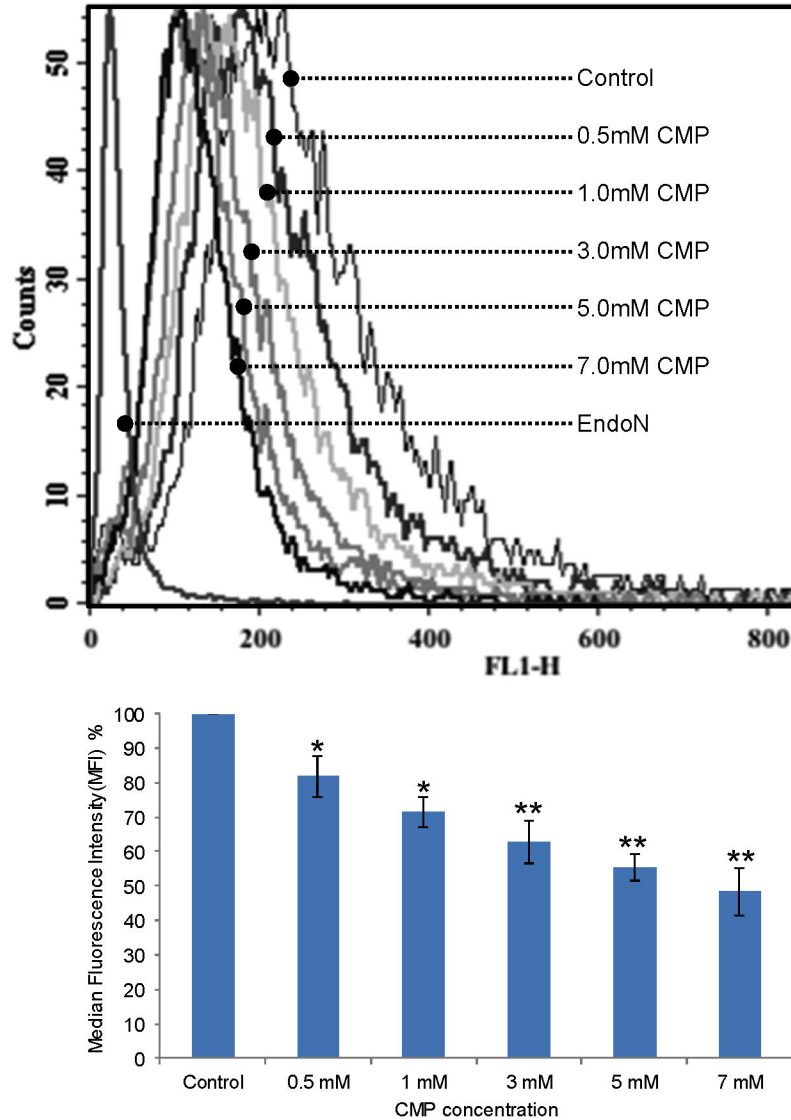 50
40
30
20
10
0
Counts
Control
0.5mM CMP
1.0mM CMP
3.0mM CMP
5.0mM CMP
7.0mM CMP
EndoN
0 200 400 600 800
FL1-H
Median Fluorescence Intensity(MFI) %
100
90
80
70
60
50
40
30
20
10
0
*
*
**
**
**
Control 0.5 mM 1 mM 3 mM 5 mM 7 mM
CMP concentration